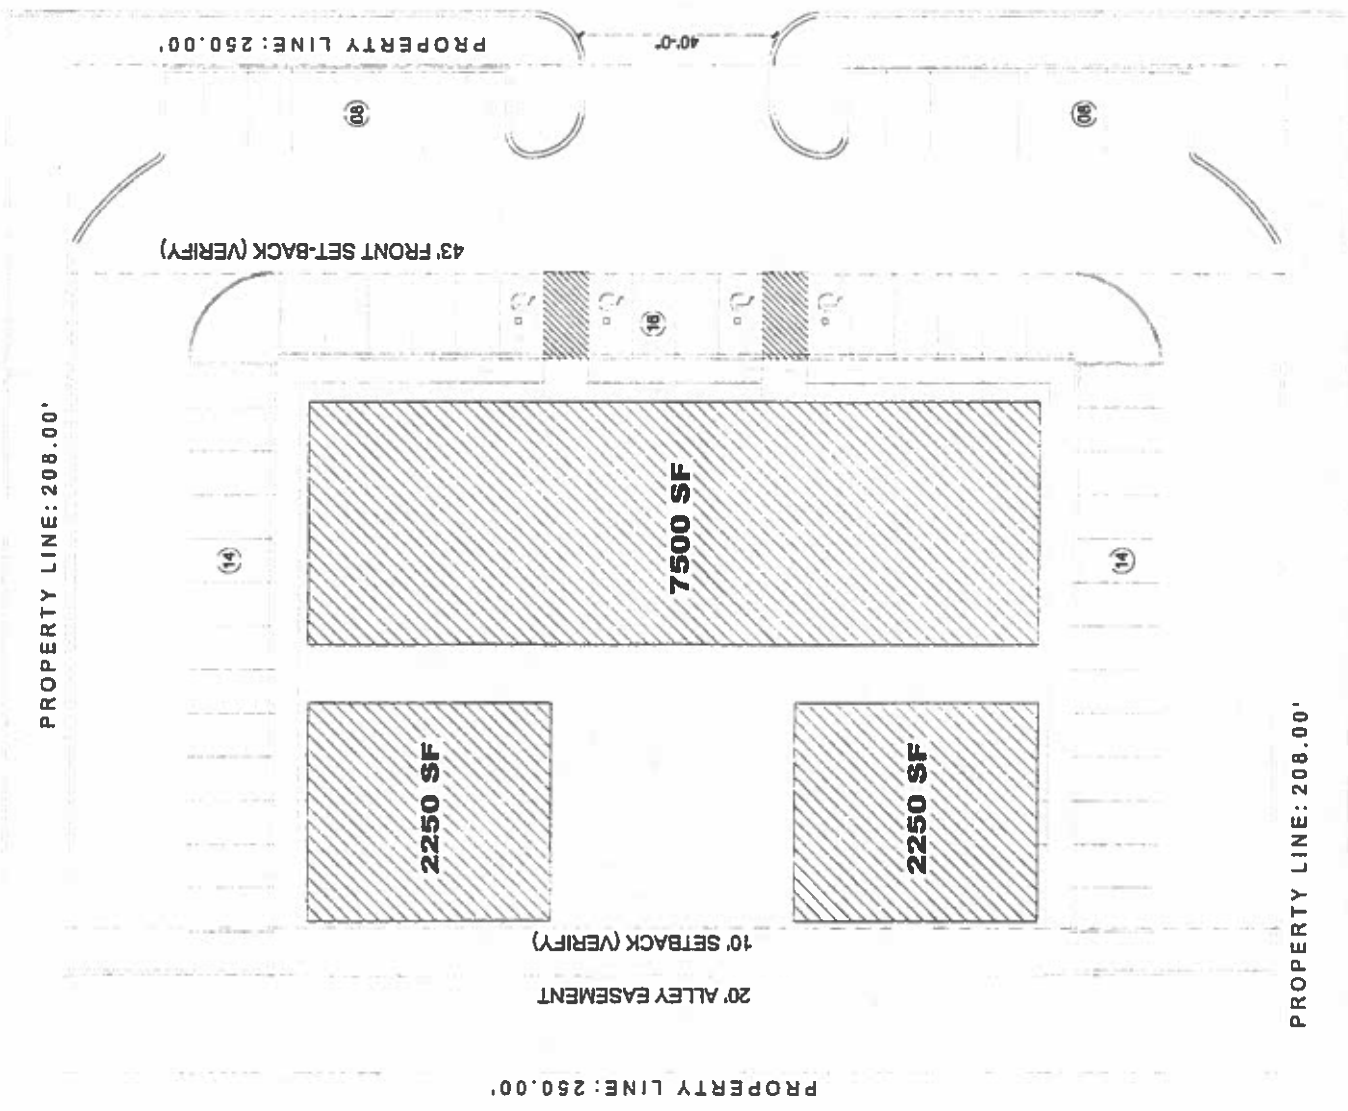 PROPERTY LINE: 250.00'
40'-0"
08
08
43' FRONT SET-BACK (VERIFY)
16
PROPERTY LINE: 208.00'
7500 SF
14
14
2250 SF
2250 SF
PROPERTY LINE: 208.00'
10' SETBACK (VERIFY)
20' ALLEY EASEMENT
PROPERTY LINE: 250.00'